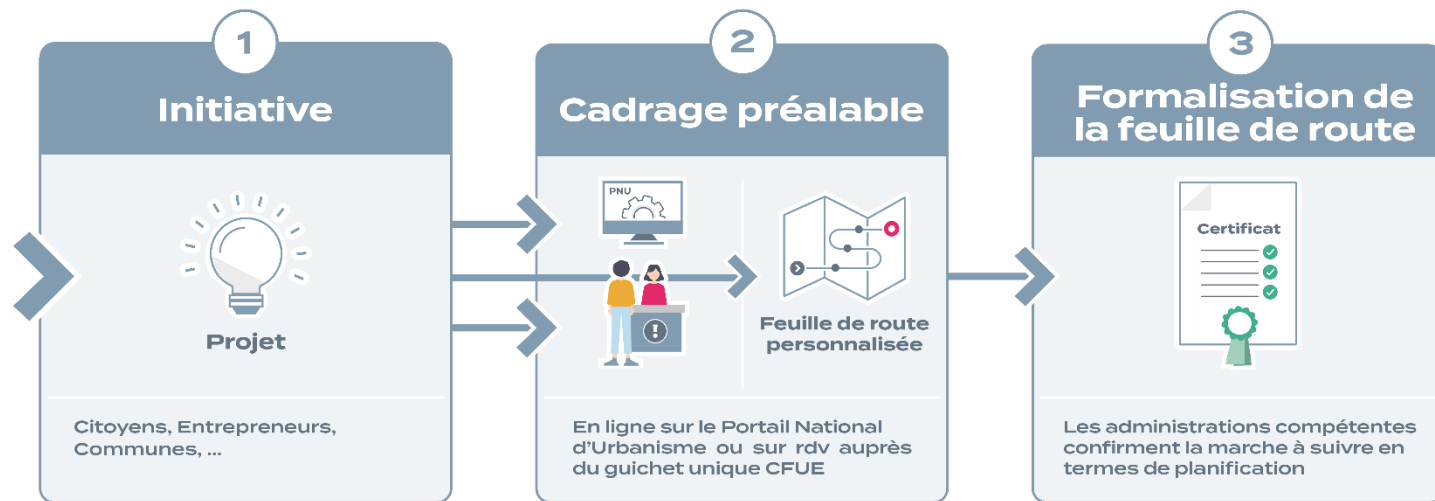 1
Initiative
Projet
Citoyens, Entrepreneurs,
Communes, ...
2
Cadrage préalable
PNU
Feuille de route
personnalisée
En ligne sur le Portail National
d'Urbanisme ou sur rdv auprès
du guichet unique CFUE
3
Formalisation de
la feuille de route
Certificat
Les administrations compétentes
confirment la marche à suivre en
termes de planification